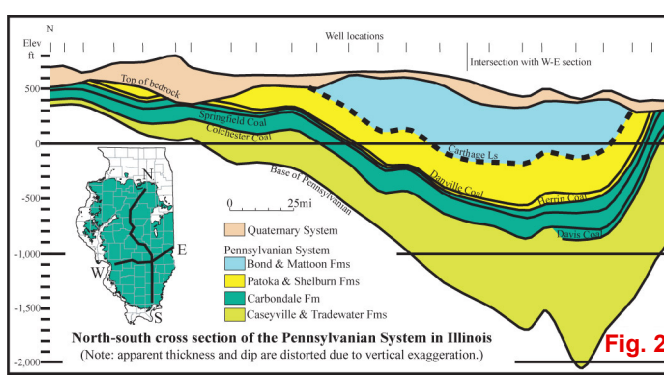 N
Elev
ft
Well locations
Intersection with W-E section
500
0
-500
-1,000
-1,500
-2,000
Top of bedrock
Springfield Coal
Colchester Coal
Base of Pennsylvanian
Danville Coal
Carthage Ls
Herrin Coal
Davis Coal
N
E
W
S
0 25mi
Quaternary System
Pennsylvanian System
Bond & Mattoon Fms
Patoka & Shelburn Fms
Carbondale Fm
Caseyville & Tradewater Fms
North-south cross section of the Pennsylvanian System in Illinois
(Note: apparent thickness and dip are distorted due to vertical exaggeration.)
Fig. 2